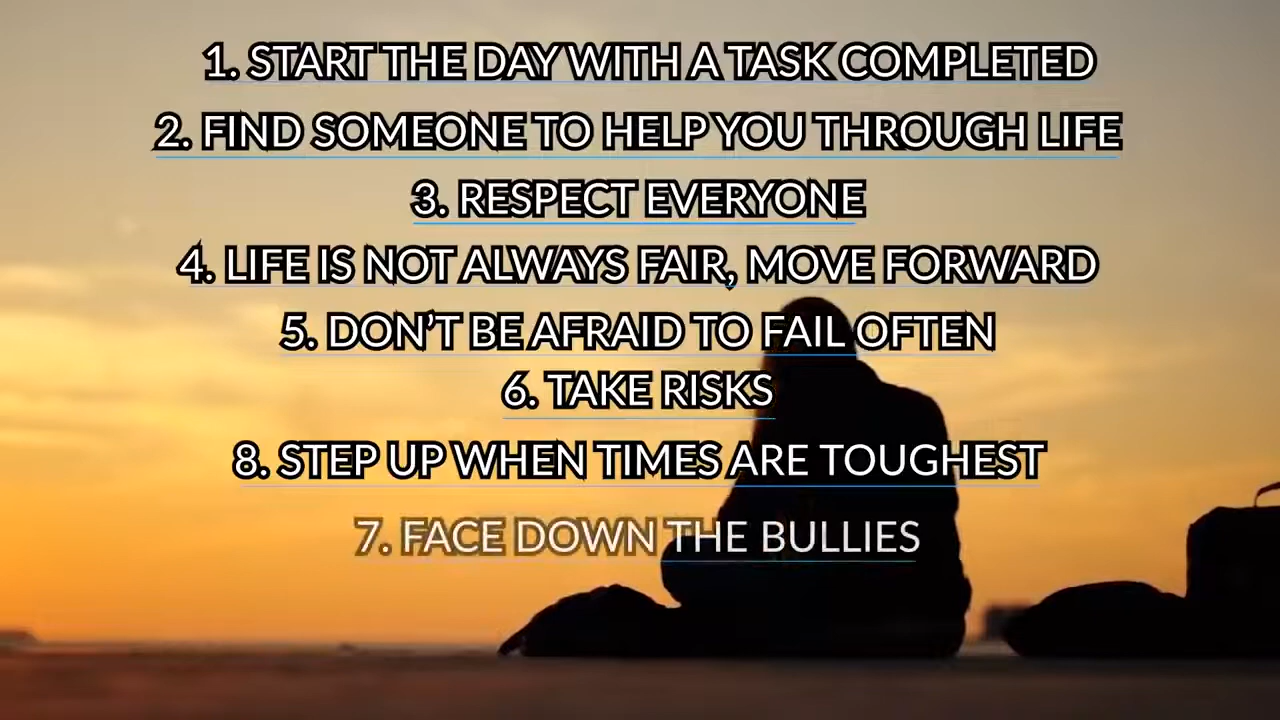 1. START THE DAY WITH A TASK COMPLETED
2. FIND SOMEONE TO HELP YOU THROUGH LIFE
3. RESPECT EVERYONE
4. LIFE IS NOT ALWAYS FAIR, MOVE FORWARD
5. DON’T BE AFRAID TO FAIL OFTEN
6. TAKE RISKS
8. STEP UP WHEN TIMES ARE TOUGHEST
7. FACE DOWN THE BULLIES